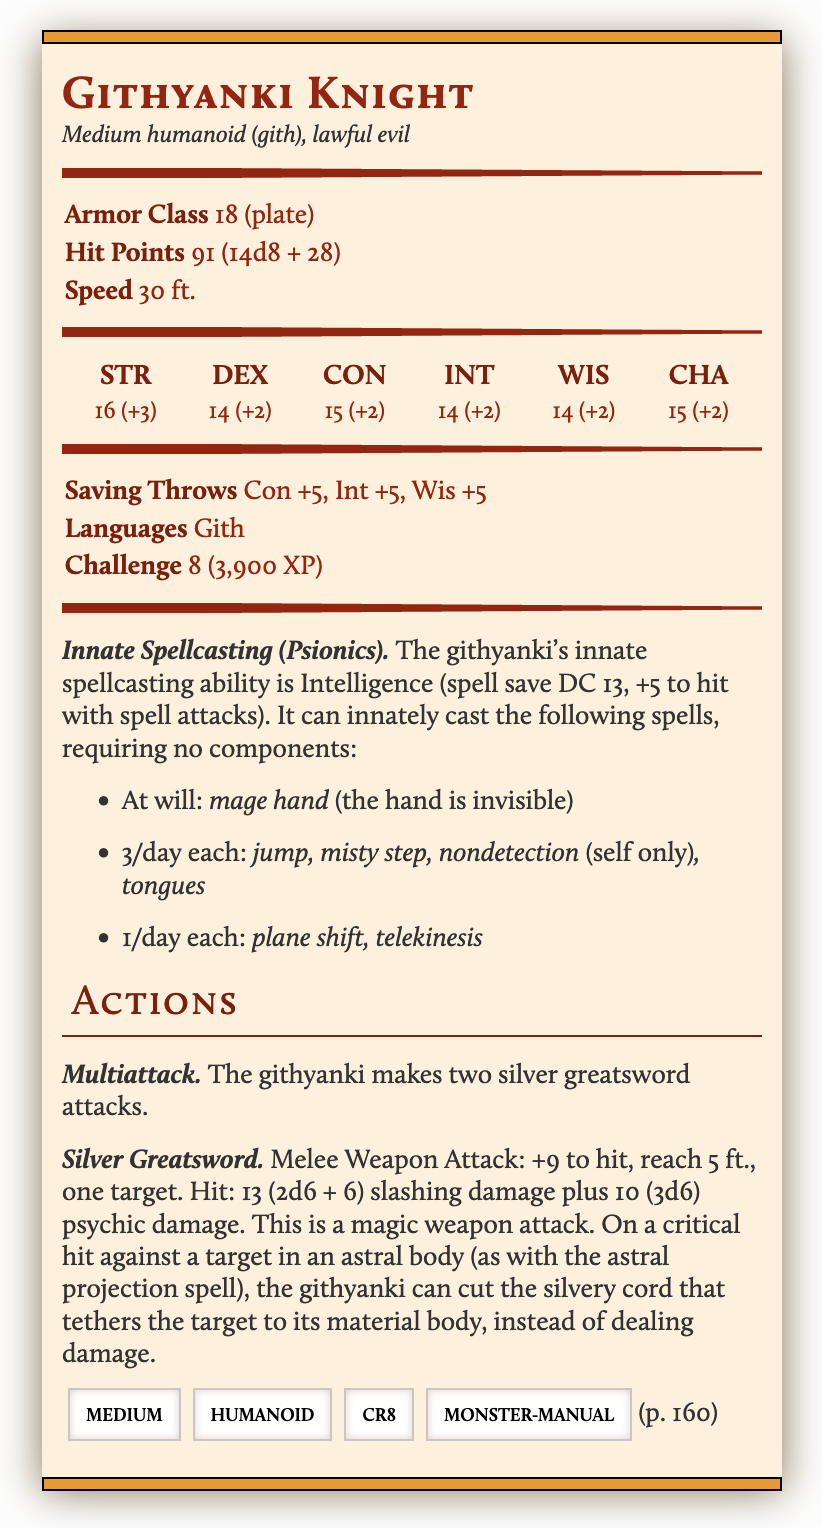 Githyanki Knight
Medium humanoid (gith), lawful evil
Armor Class 18 (plate)
Hit Points 91 (14d8 + 28)
Speed 30 ft.
STR DEX CON INT WIS CHA
16 (+3) 14 (+2) 15 (+2) 14 (+2) 14 (+2) 15 (+2)
Saving Throws Con +5, Int +5, Wis +5
Languages Gith
Challenge 8 (3,900 XP)
Innate Spellcasting (Psionics). The githyanki’s innate
spellcasting ability is Intelligence (spell save DC 13, +5 to hit
with spell attacks). It can innately cast the following spells,
requiring no components:
• At will: mage hand (the hand is invisible)
• 3/day each: jump, misty step, nondetection (self only),
tongues
• 1/day each: plane shift, telekinesis
Actions
Multiattack. The githyanki makes two silver greatsword
attacks.
Silver Greatsword. Melee Weapon Attack: +9 to hit, reach 5 ft.,
one target. Hit: 13 (2d6 + 6) slashing damage plus 10 (3d6)
psychic damage. This is a magic weapon attack. On a critical
hit against a target in an astral body (as with the astral
projection spell), the githyanki can cut the silvery cord that
tethers the target to its material body, instead of dealing
damage.
MEDIUM HUMANOID CR8 MONSTER-MANUAL (p. 160)